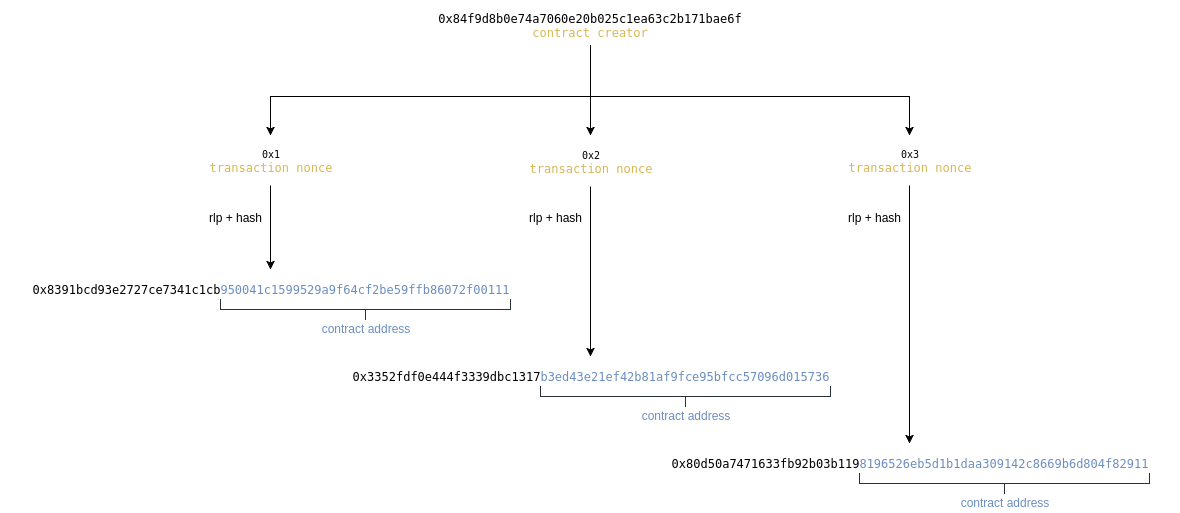 0x84f9d8b0e74a7060e20b025c1ea63c2b171bae6f
contract creator
0x1
transaction nonce
0x2
transaction nonce
0x3
transaction nonce
rlp + hash
rlp + hash
rlp + hash
0x8391bcd93e2727ce7341c1cb950041c1599529a9f64cf2be59ffb86072f00111
contract address
0x3352fdf0e444f3339dbc1317b3ed43e21ef42b81af9fce95bfcc57096d015736
contract address
0x80d50a7471633fb92b03b1198196526eb5d1b1daa309142c8669b6d804f82911
contract address